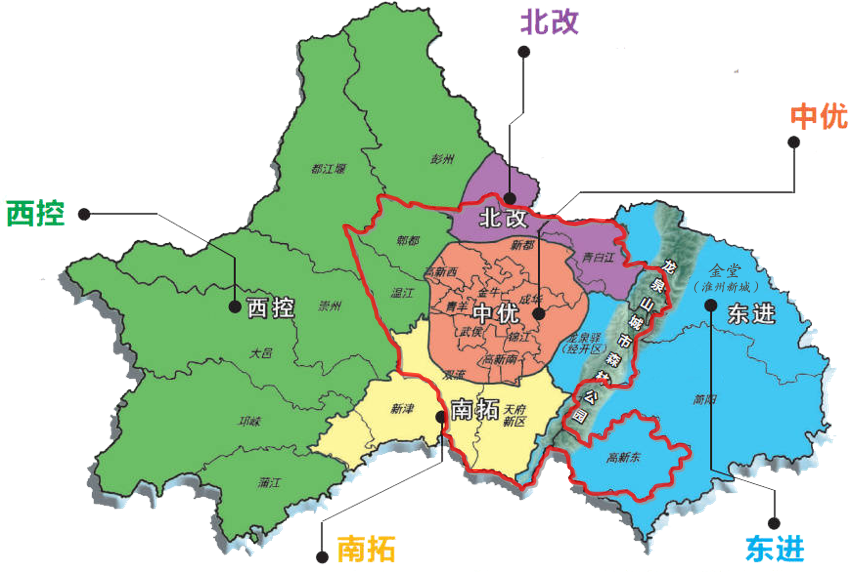 北改
中优
都江堰
彭州
西控
北改
郫都
新都
青白江
龙泉山城市森林公园
金堂
(淮州新城)
高新西
温江
金牛
成华
西控
崇州
青羊
中优
东进
武侯
锦江
龙泉驿
(经开区)
大邑
高新南
双流
简阳
新津
南拓
天府
新区
邛崃
高新东
蒲江
南拓
东进